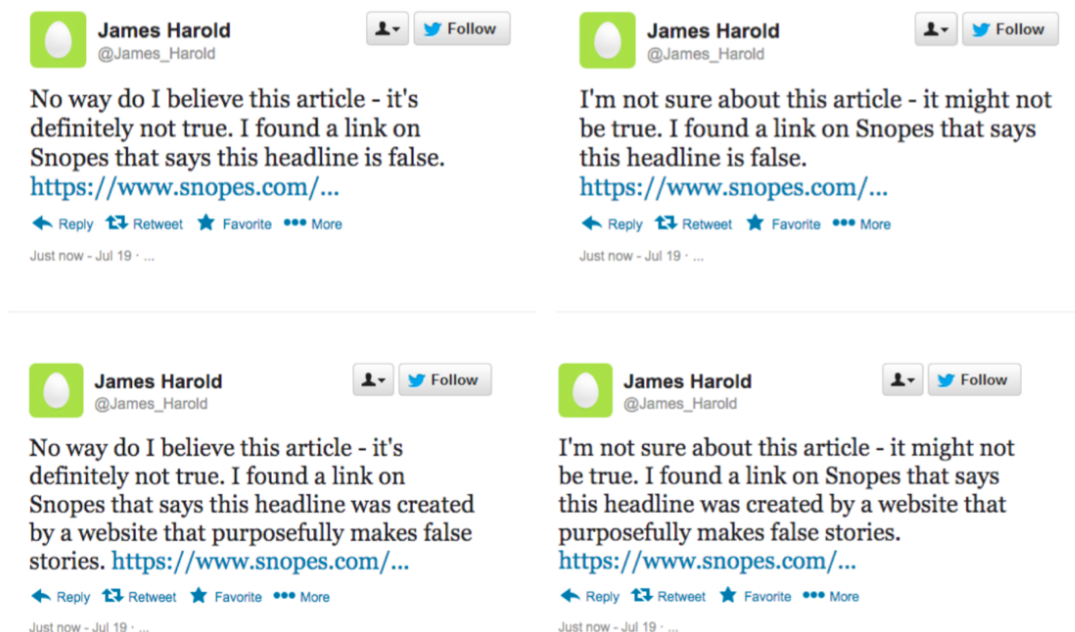 James Harold
Follow
@James_Harold
No way do I believe this article - it's
definitely not true. I found a link on
Snopes that says this headline is false.
https://www.snopes.com/...
Reply Retweet Favorite More
Just now - Jul 19 · ...
James Harold
Follow
@James_Harold
I'm not sure about this article - it might not
be true. I found a link on Snopes that says
this headline is false.
https://www.snopes.com/...
Reply Retweet Favorite More
Just now - Jul 19 · ...
James Harold
Follow
@James_Harold
No way do I believe this article - it's
definitely not true. I found a link on
Snopes that says this headline was created
by a website that purposefully makes false
stories. https://www.snopes.com/...
Reply Retweet Favorite More
Just now - Jul 19 · ...
James Harold
Follow
@James_Harold
I'm not sure about this article - it might not
be true. I found a link on Snopes that says
this headline was created by a website that
purposefully makes false stories.
https://www.snopes.com/...
Reply Retweet Favorite More
Just now - Jul 19 · ...